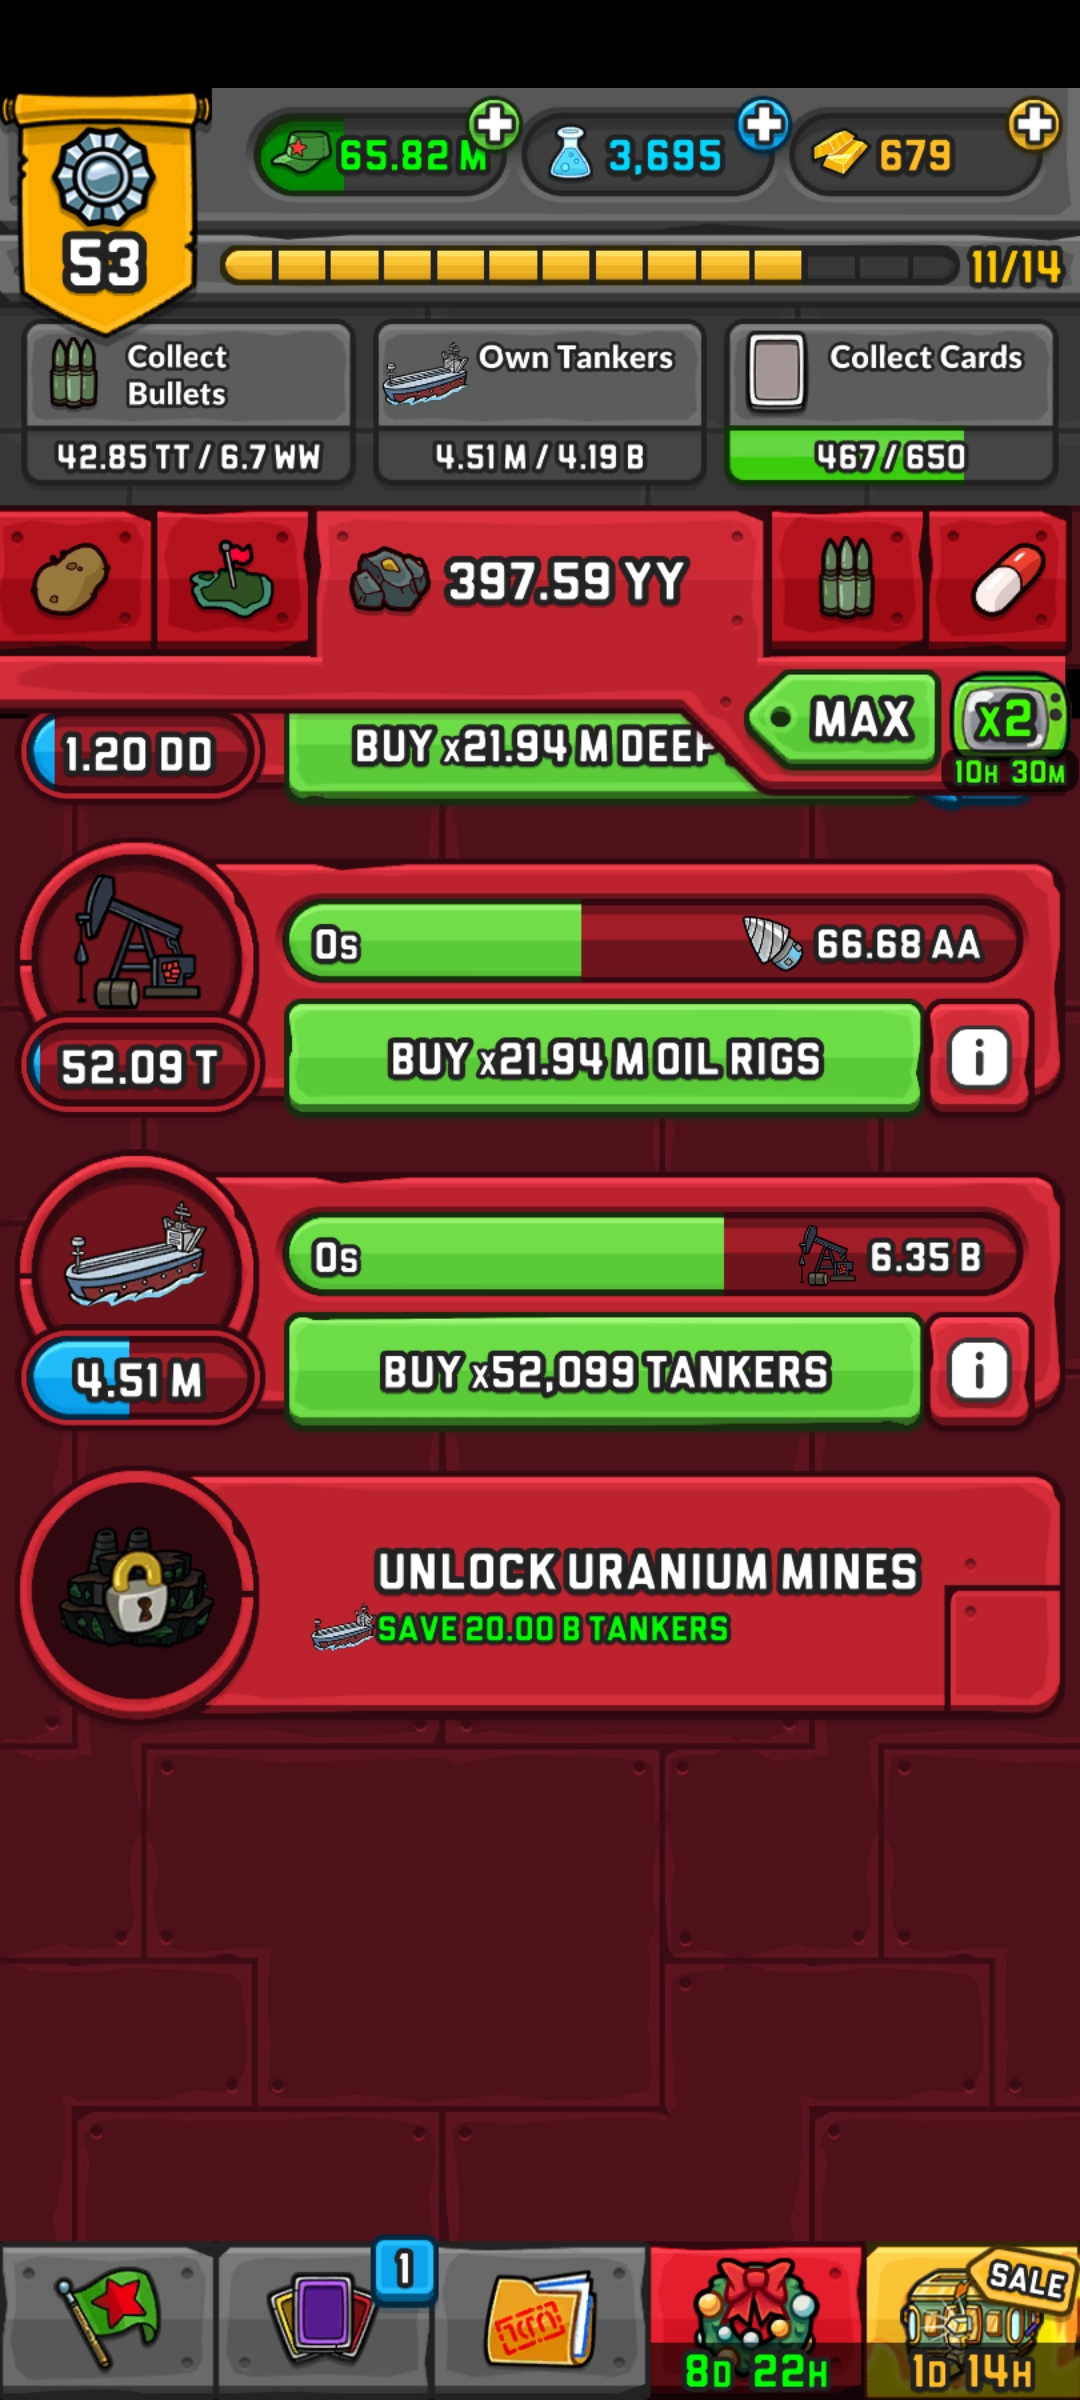 65.82 M
3,695
679
53
11/14
Collect
Bullets
Own Tankers
Collect Cards
42.85 TT / 6.7 WW
4.51 M / 4.19 B
467 / 650
397.59 YY
MAX
x2
10H 30M
1.20 DD
BUY x21.94 M DEEP
0s
66.68 AA
52.09 T
BUY x21.94 M OIL RIGS
i
0s
6.35 B
4.51 M
BUY x52,099 TANKERS
i
UNLOCK URANIUM MINES
SAVE 20.00 B TANKERS
1
SALE
8D 22H
1D 14H